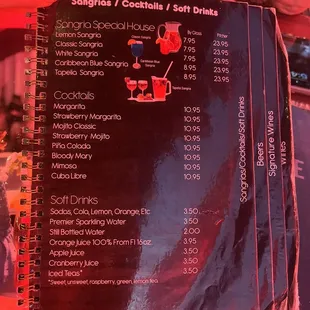 Sangrias / Cocktails / Soft Drinks
Sangria Special House By Glass Pitcher
Lemon Sangria 7.95 23.95
Classic Sangria 7.95 23.95
White Sangria 7.95 23.95
Caribbean Blue Sangria 8.95 23.95
Tapelia Sangria 8.95 23.95
Cocktails
Margarita 10.95
Strawberry Margarita 10.95
Mojito Classic 10.95
Strawberry Mojito 10.95
Piña Colada 10.95
Bloody Mary 10.95
Mimosa 10.95
Cuba Libre 10.95
Soft Drinks
Sodas, Cola, Lemon, Orange, Etc 3.50
Premier Sparkling Water 3.50
Still Bottled Water 2.00
Orange Juice 100% From Fl 16oz 3.95
Apple Juice 3.50
Cranberry Juice 3.50
Iced Teas* 3.50
*Sweet, unsweet, raspberry, green, lemon tea
Sangrias/Cocktails/Soft Drinks
Beers
Signature Wines
Wines